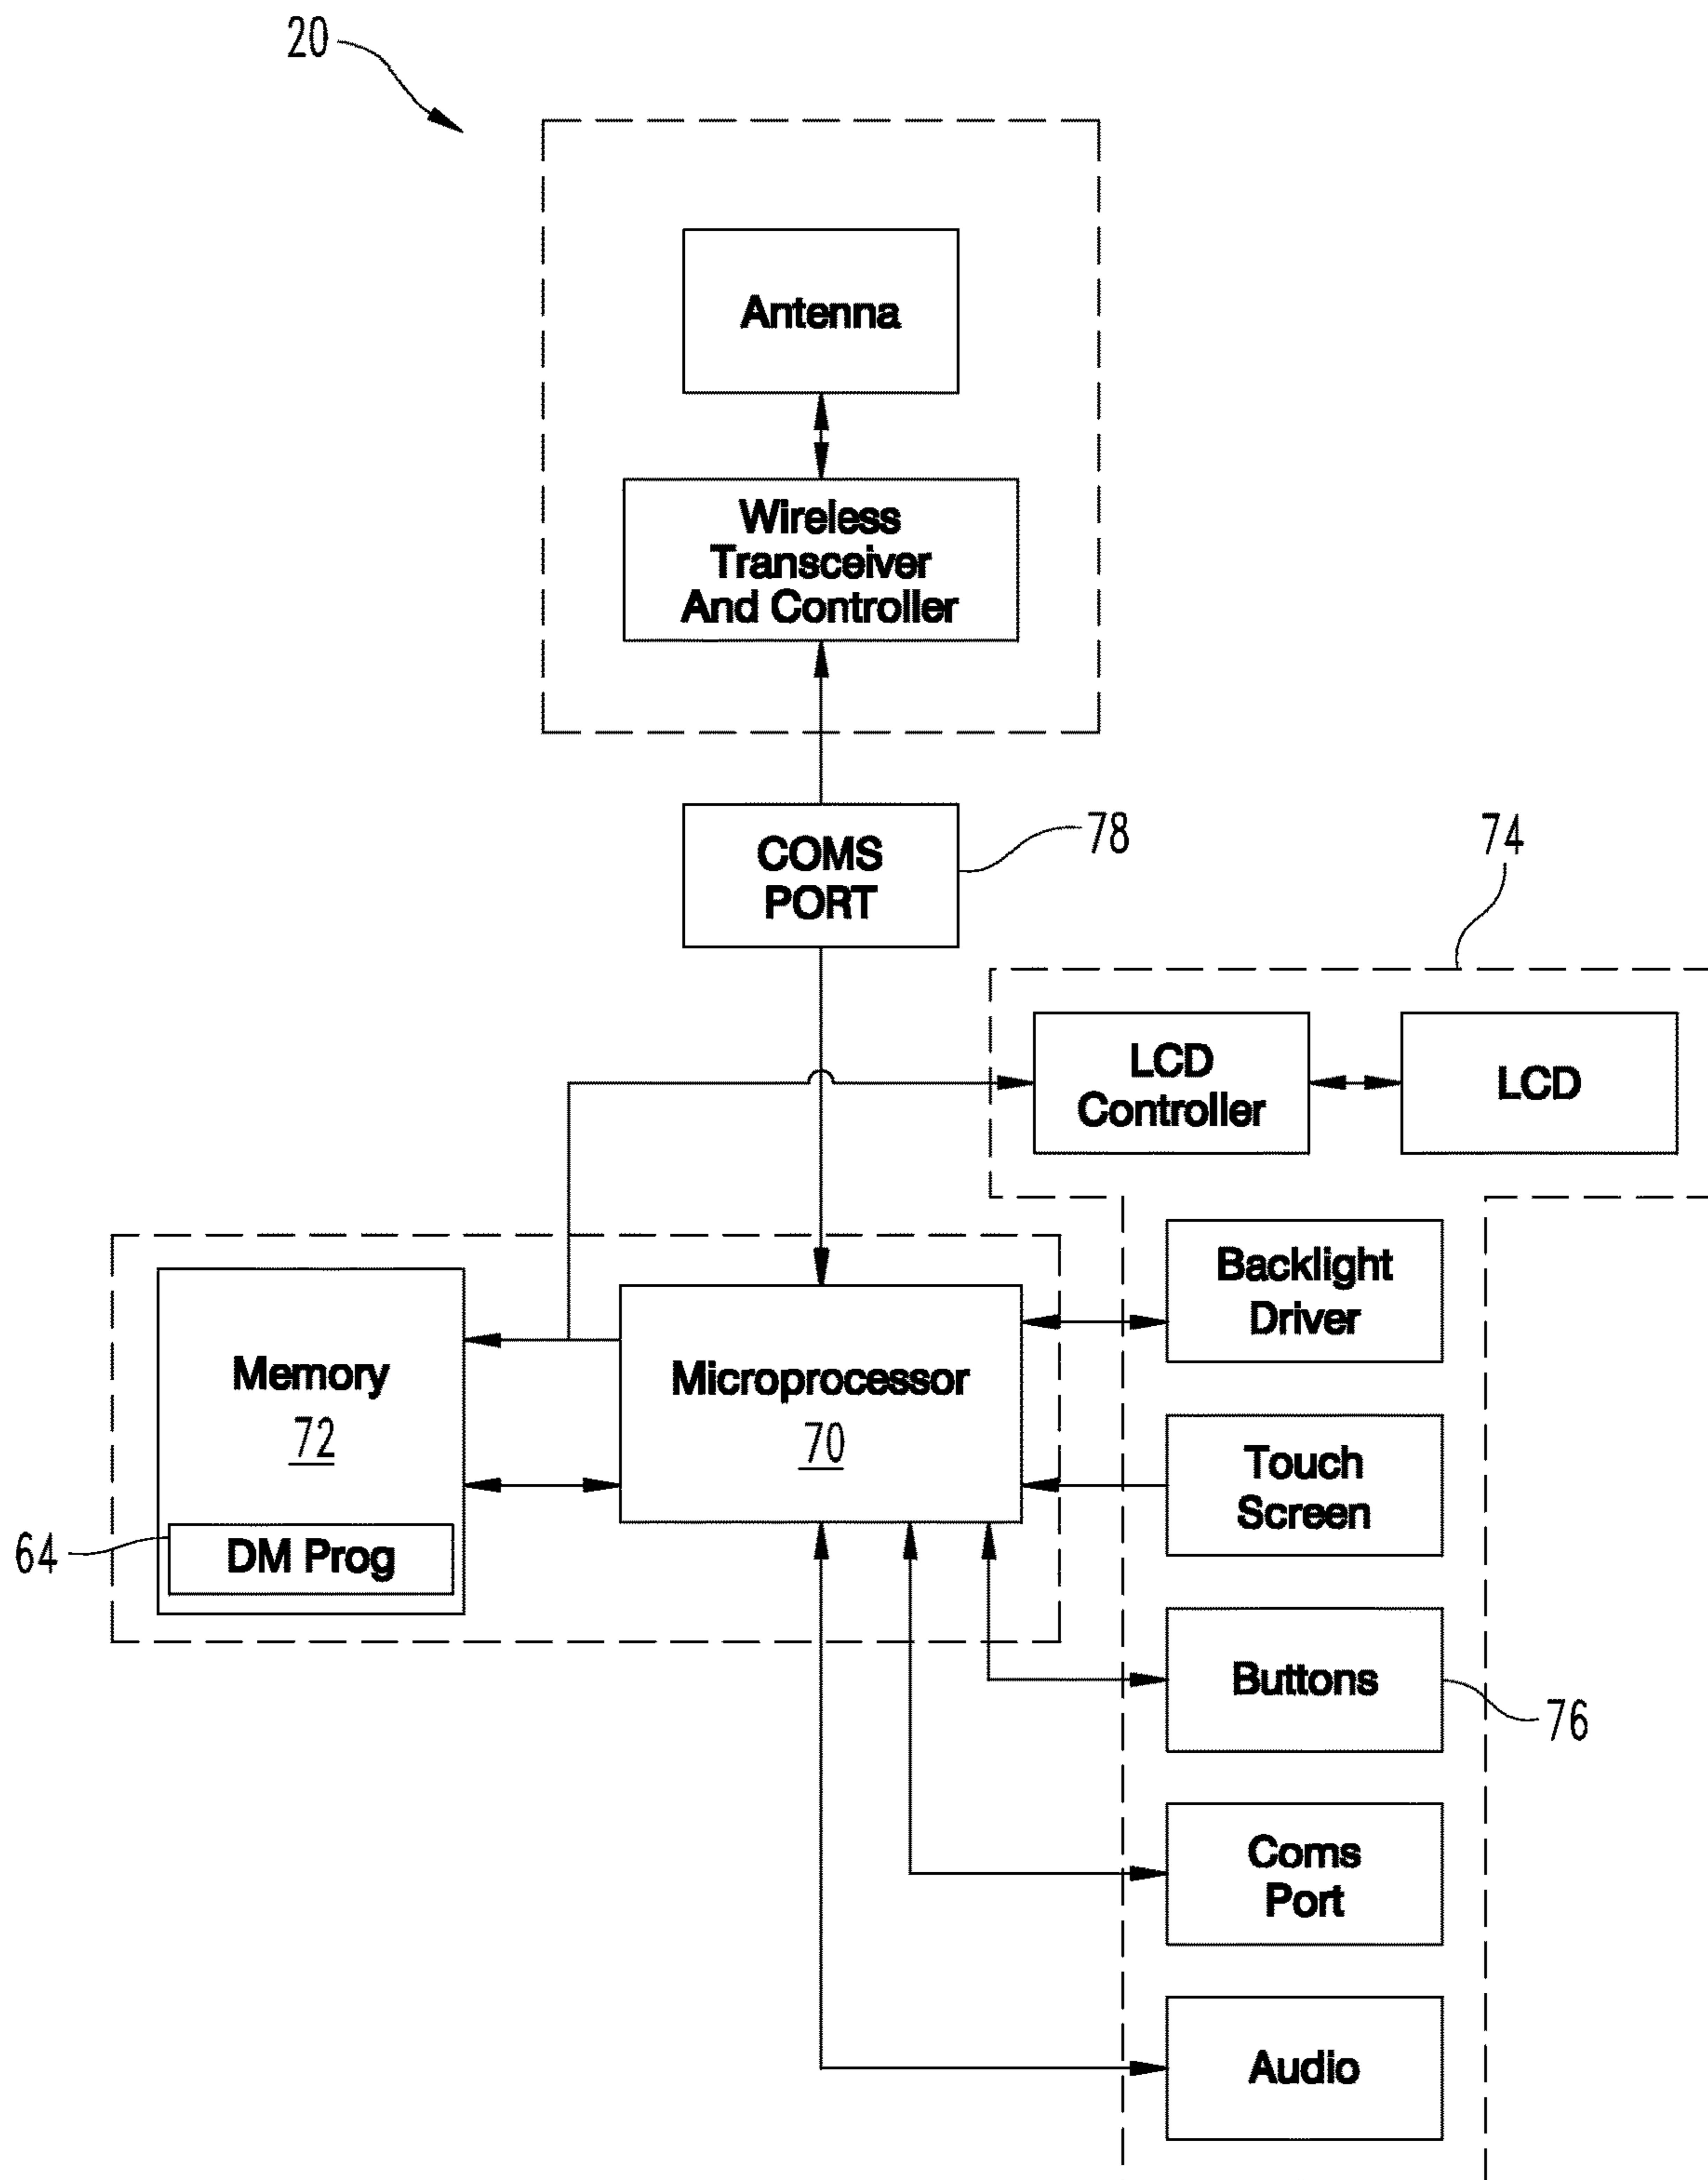 20
Antenna
Wireless
Transceiver
And Controller
COMS
PORT
78
74
LCD
Controller
LCD
Backlight
Driver
Memory
72
Microprocessor
70
Touch
Screen
64
DM Prog
Buttons
76
Coms
Port
Audio